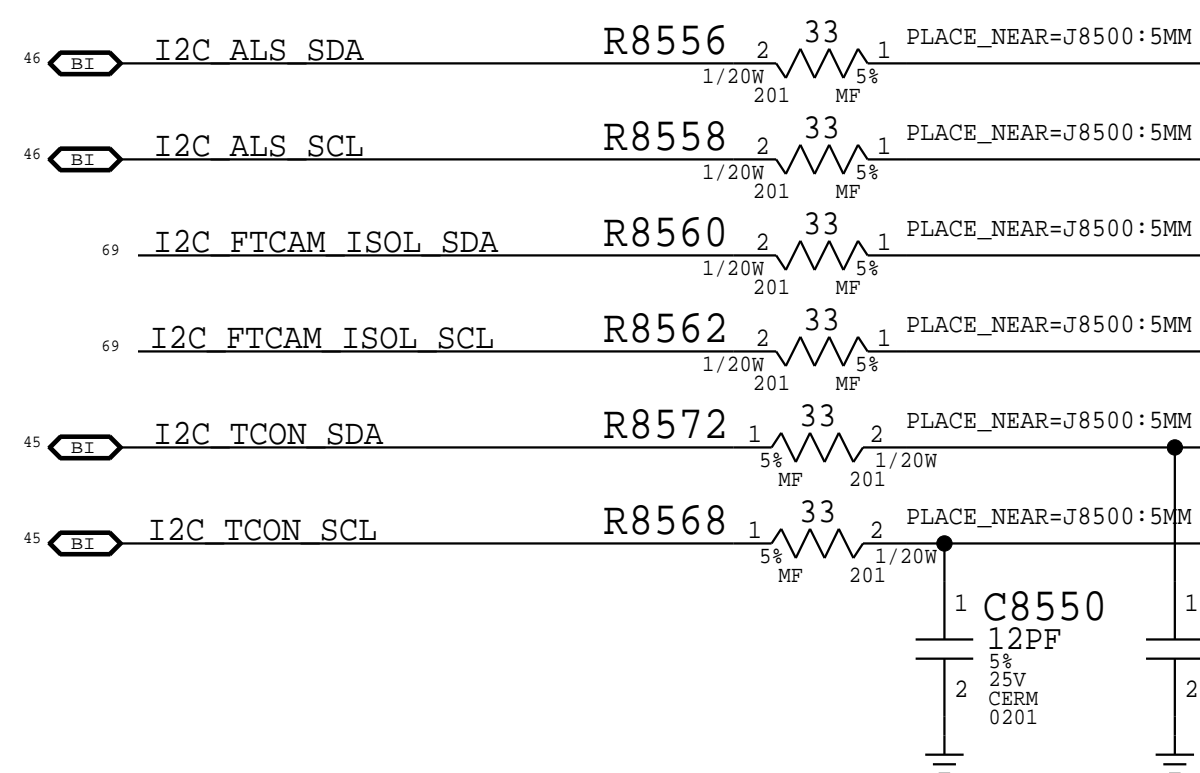 46 BI I2C_ALS_SDA R8556 2 33 1 PLACE_NEAR=J8500:5MM
1/20W 5%
201 MF
46 BI I2C_ALS_SCL R8558 2 33 1 PLACE_NEAR=J8500:5MM
1/20W 5%
201 MF
69 I2C_FTCAM_ISOL_SDA R8560 2 33 1 PLACE_NEAR=J8500:5MM
1/20W 5%
201 MF
69 I2C_FTCAM_ISOL_SCL R8562 2 33 1 PLACE_NEAR=J8500:5MM
1/20W 5%
201 MF
45 BI I2C_TCON_SDA R8572 1 33 2 PLACE_NEAR=J8500:5MM
5% 1/20W
MF 201
45 BI I2C_TCON_SCL R8568 1 33 2 PLACE_NEAR=J8500:5MM
5% 1/20W
MF 201
1 C8550 1
12PF
5%
25V
2 CERM 2
0201